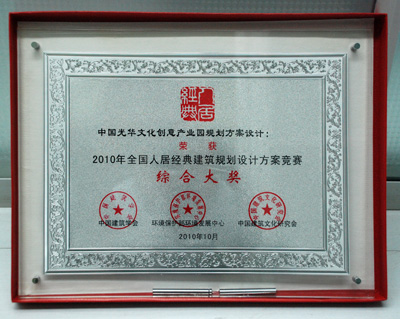 人居
經典
中国光华文化创意产业园规划方案设计：
荣 获
2010年全国人居经典建筑规划设计方案竞赛
综合大奖
中国建筑学会 环境保护部环境发展中心 中国建筑文化研究会
2010年10月